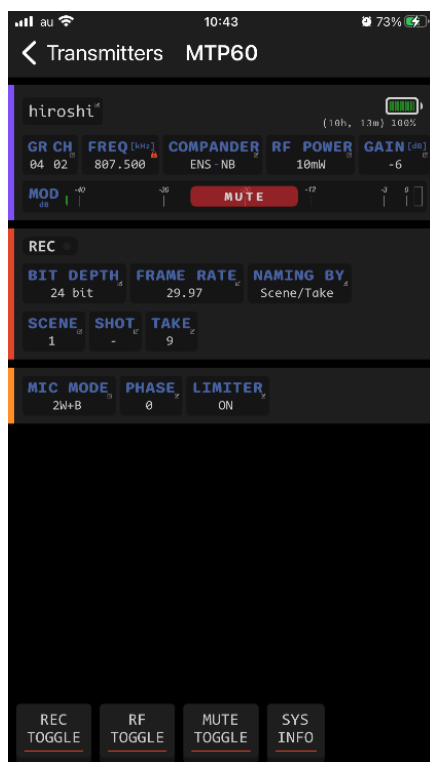 au 10:43 73%
Transmitters MTP60
hiroshi
(10h, 13m) 100%
GR CH FREQ [kHz] COMPANDER RF POWER GAIN [dB]
04 02 807.500 ENS-NB 10mW -6
MOD dB -40 MUTE -12 -3 0
REC
BIT DEPTH FRAME RATE NAMING BY
24 bit 29.97 Scene/Take
SCENE SHOT TAKE
1 - 9
MIC MODE PHASE LIMITER
2W+B 0 ON
REC RF MUTE SYS
TOGGLE TOGGLE TOGGLE INFO